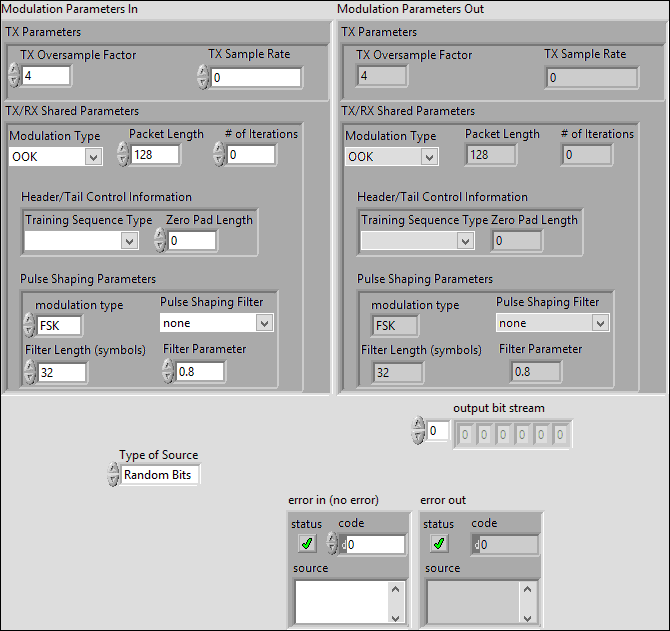 Modulation Parameters In
TX Parameters
TX Oversample Factor TX Sample Rate
4 0
TX/RX Shared Parameters
Modulation Type Packet Length # of Iterations
OOK 128 0
Header/Tail Control Information
Training Sequence Type Zero Pad Length
0
Pulse Shaping Parameters
modulation type Pulse Shaping Filter
FSK none
Filter Length (symbols) Filter Parameter
32 0.8
Modulation Parameters Out
TX Parameters
TX Oversample Factor TX Sample Rate
4 0
TX/RX Shared Parameters
Modulation Type Packet Length # of Iterations
OOK 128 0
Header/Tail Control Information
Training Sequence Type Zero Pad Length
0
Pulse Shaping Parameters
modulation type Pulse Shaping Filter
FSK none
Filter Length (symbols) Filter Parameter
32 0.8
output bit stream
0 0 0 0 0 0 0
Type of Source
Random Bits
error in (no error)
status code
d0
source
error out
status code
d0
source